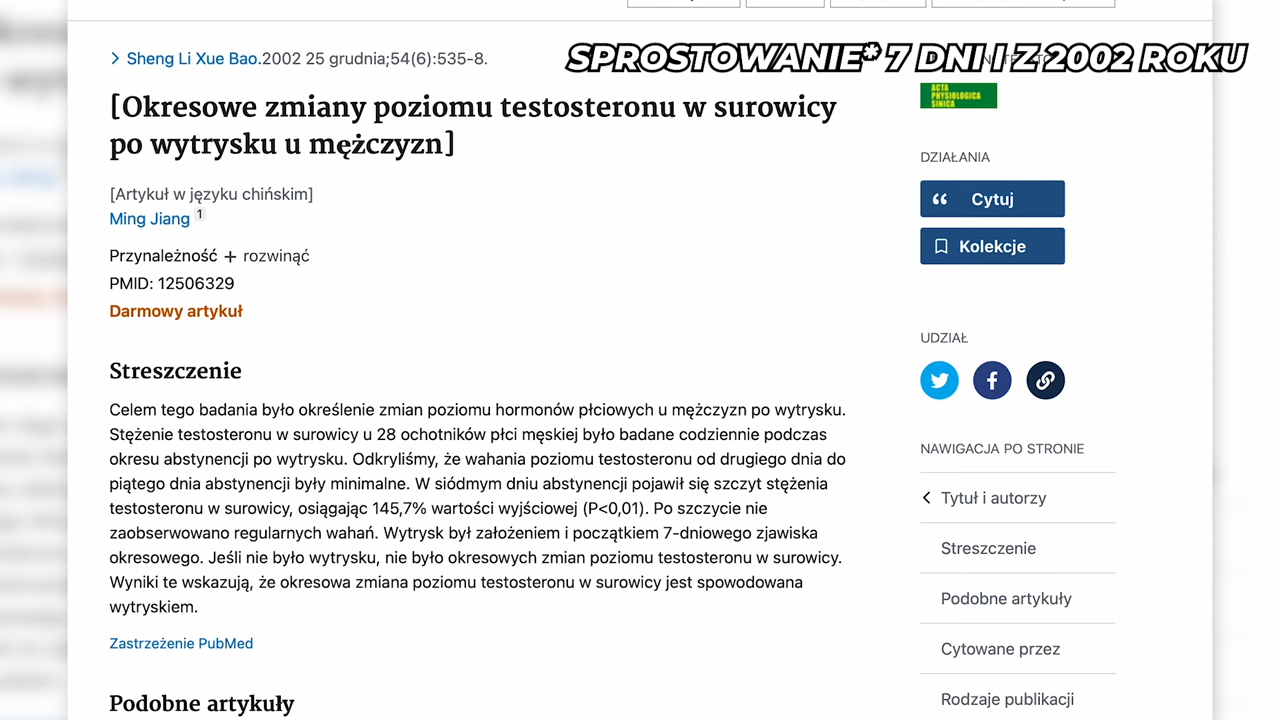 Sheng Li Xue Bao.2002 25 grudnia;54(6):535-8.
SPROSTOWANIE* 7 DNI I Z 2002 ROKU
[Okresowe zmiany poziomu testosteronu w surowicy
po wytrysku u mężczyzn]
[Artykuł w języku chińskim]
Ming Jiang 1
Przynależność + rozwinąć
PMID: 12506329
Darmowy artykuł
Streszczenie
Celem tego badania było określenie zmian poziomu hormonów płciowych u mężczyzn po wytrysku.
Stężenie testosteronu w surowicy u 28 ochotników płci męskiej było badane codziennie podczas
okresu abstynencji po wytrysku. Odkryliśmy, że wahania poziomu testosteronu od drugiego dnia do
piątego dnia abstynencji były minimalne. W siódmym dniu abstynencji pojawił się szczyt stężenia
testosteronu w surowicy, osiągając 145,7% wartości wyjściowej (P<0,01). Po szczycie nie
zaobserwowano regularnych wahań. Wytrysk był założeniem i początkiem 7-dniowego zjawiska
okresowego. Jeśli nie było wytrysku, nie było okresowych zmian poziomu testosteronu w surowicy.
Wyniki te wskazują, że okresowa zmiana poziomu testosteronu w surowicy jest spowodowana
wytryskiem.
Zastrzeżenie PubMed
Podobne artykuły
ACTA
PHYSIOLOGICA
SINICA
DZIAŁANIA
Cytuj
Kolekcje
UDZIAŁ
NAWIGACJA PO STRONIE
Tytuł i autorzy
Streszczenie
Podobne artykuły
Cytowane przez
Rodzaje publikacji